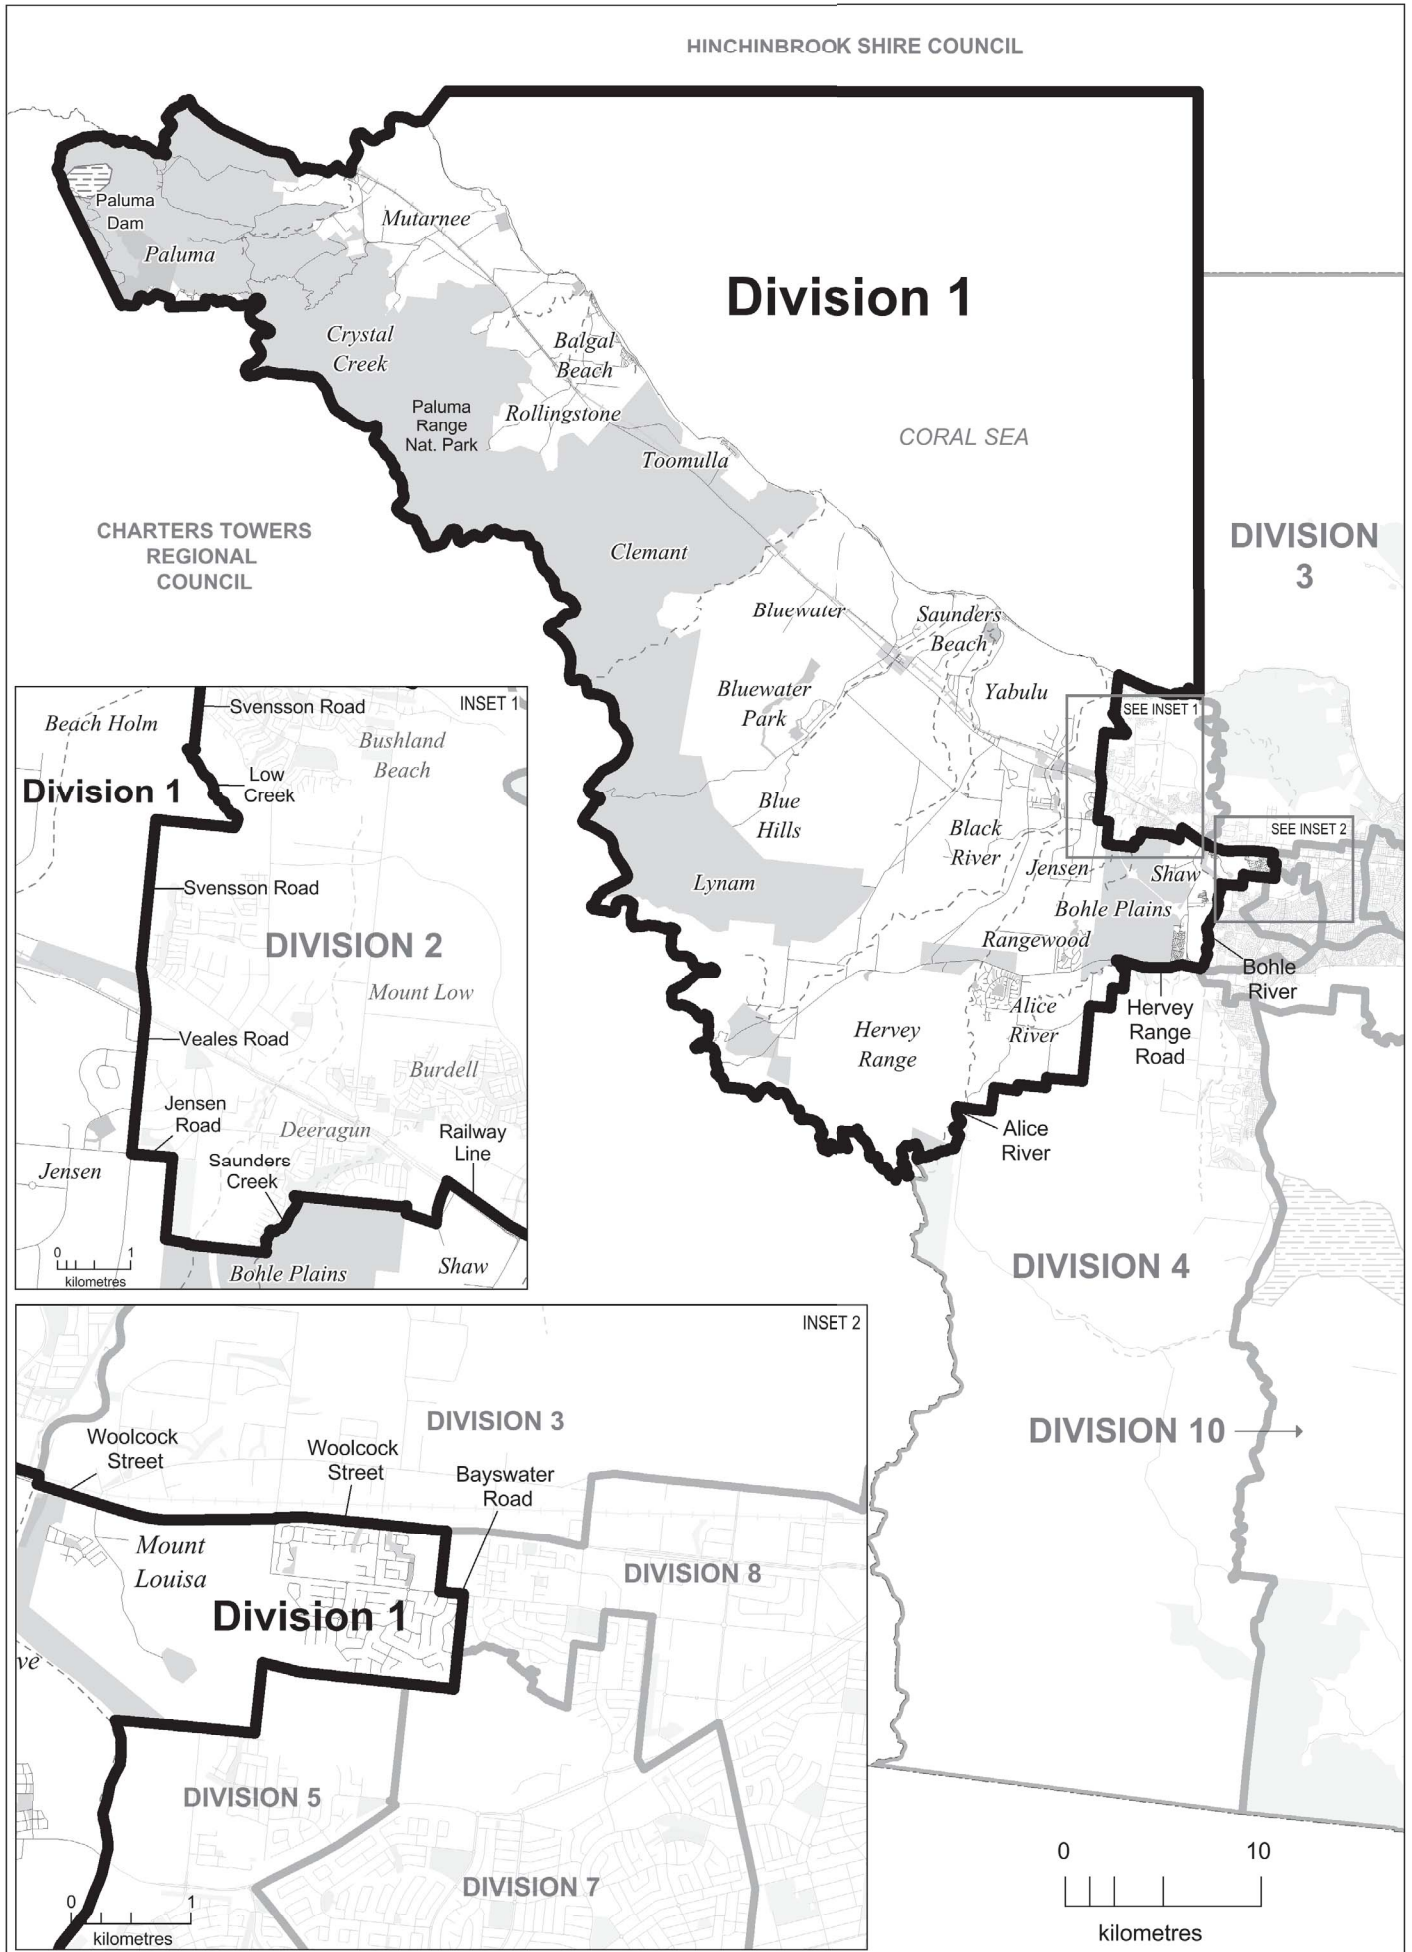 HINCHINBROOK SHIRE COUNCIL
Paluma
Dam
Paluma
Mutarnee
Division 1
Crystal
Creek
Balgal
Beach
Paluma
Range
Nat. Park
Rollingstone
CORAL SEA
Toomulla
CHARTERS TOWERS
REGIONAL
COUNCIL
DIVISION
3
Clemant
Bluewater
Saunders
Beach
Bluewater
Park
Yabulu
SEE INSET 1
SEE INSET 2
Blue
Hills
Black
River
Jensen
Shaw
Lynam
Bohle Plains
Rangewood
Bohle
River
Alice
River
Hervey
Range
Road
Hervey
Range
Alice
River
DIVISION 4
DIVISION 10
0 10
kilometres
INSET 1
Svensson Road
Beach Holm
Bushland
Beach
Division 1
Low
Creek
Svensson Road
DIVISION 2
Mount Low
Veales Road
Burdell
Jensen
Road
Deeragun
Railway
Line
Saunders
Creek
Jensen
0 1
kilometres
Bohle Plains
Shaw
INSET 2
DIVISION 3
Woolcock
Street
Woolcock
Street
Bayswater
Road
Mount
Louisa
DIVISION 8
Division 1
ve
DIVISION 5
DIVISION 7
0 1
kilometres